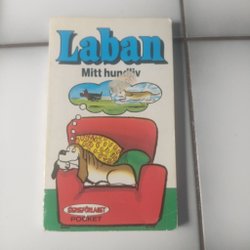 Laban
Mitt hundliv
SERIEFÖRLAGET
POCKET